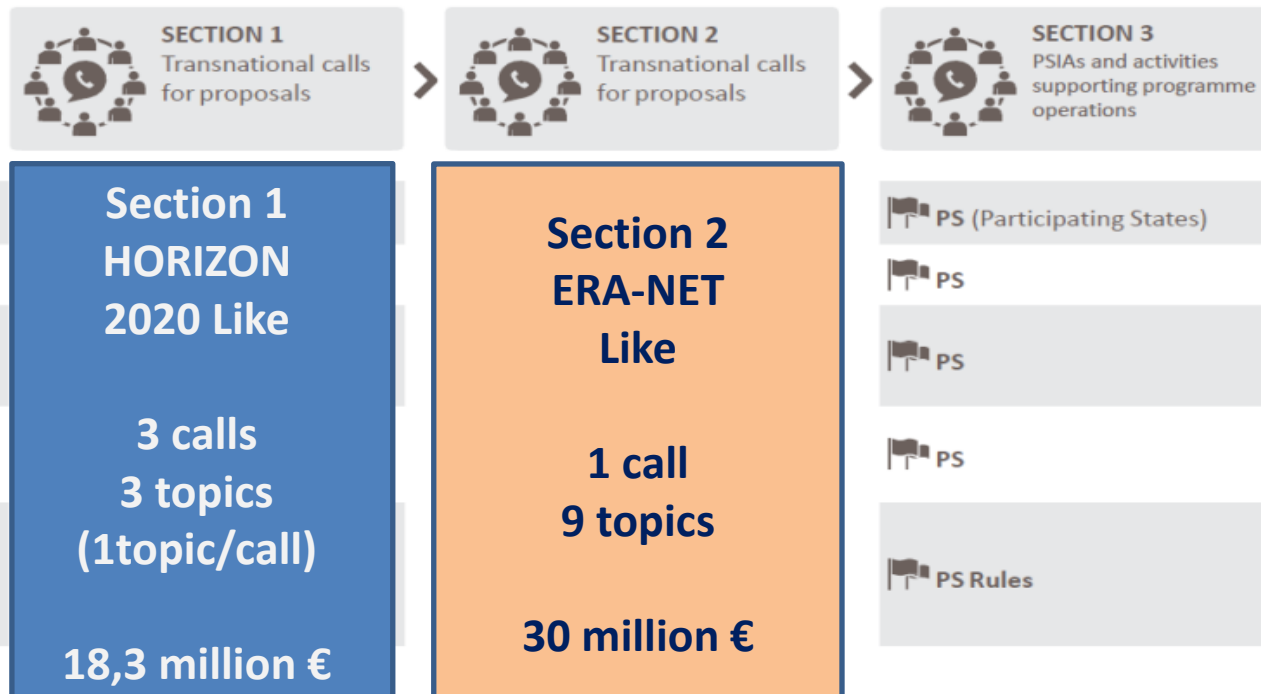 SECTION 1
Transnational calls
for proposals
SECTION 2
Transnational calls
for proposals
SECTION 3
PSIAs and activities
supporting programme
operations
Section 1
HORIZON
2020 Like
3 calls
3 topics
(1topic/call)
18,3 million €
Section 2
ERA-NET
Like
1 call
9 topics
30 million €
PS (Participating States)
PS
PS
PS
PS Rules